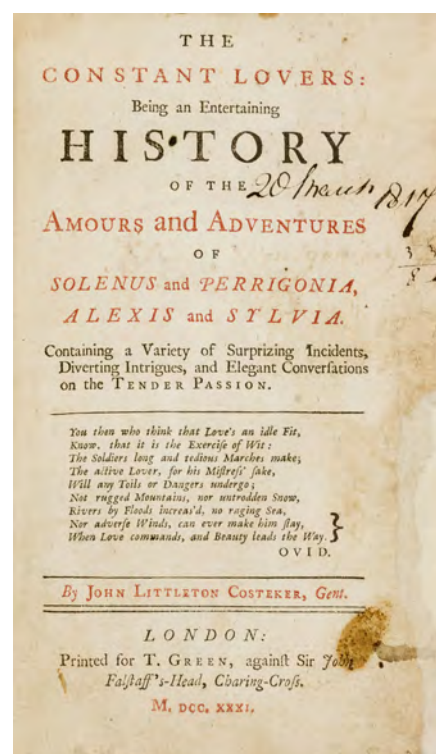 THE
CONSTANT LOVERS:
Being an Entertaining
HISTORY
OF THE
20 March 1817
AMOURS and ADVENTURES
OF
SOLENUS and PERRIGONIA,
ALEXIS and SYLVIA.
Containing a Variety of Surprizing Incidents,
Diverting Intrigues, and Elegant Conversations
on the TENDER PASSION.
You then who think that Love's an idle Fit,
Know, that it is the Exercise of Wit:
The Soldiers long and tedious Marches make;
The active Lover, for his Mistress' sake,
Will any Toils or Dangers undergo;
Not rugged Mountains, nor untrodden Snow,
Rivers by Floods increas'd, no raging Sea,
Nor adverse Winds, can ever make him stay,
When Love commands, and Beauty leads the Way.
OVID.
By JOHN LITTLETON COSTEKER, Gent.
LONDON:
Printed for T. GREEN, against Sir John
Falstaff's-Head, Charing-Cross.
M. DCC. XXXI.